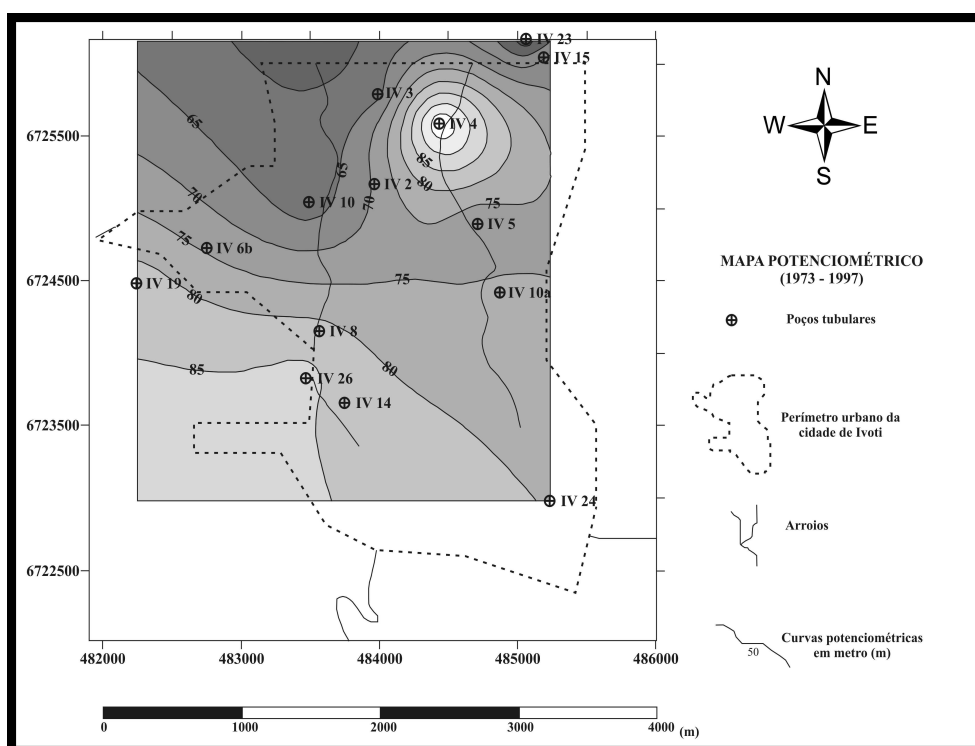 IV 23
IV 15
IV 3
IV 4
N
W E
S
6725500
65
65
85
80
IV 2
70
70
IV 10
75
IV 5
75
IV 6b
MAPA POTENCIOMÉTRICO
(1973 - 1997)
6724500
IV 19
80
75
IV 10a
Poços tubulares
IV 8
85
80
IV 26
IV 14
6723500
Perímetro urbano da
cidade de Ivoti
IV 24
Arroios
6722500
Curvas potenciométricas
em metro (m)
50
482000 483000 484000 485000 486000
0 1000 2000 3000 4000 (m)